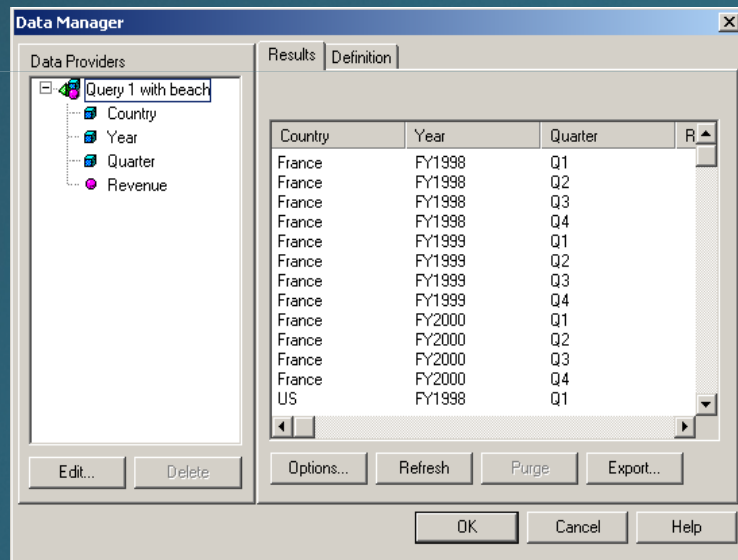 Data Manager
Data Providers
Query 1 with beach
Country
Year
Quarter
Revenue
Edit...
Delete
Results Definition
Country Year Quarter R
France FY1998 Q1
France FY1998 Q2
France FY1998 Q3
France FY1998 Q4
France FY1999 Q1
France FY1999 Q2
France FY1999 Q3
France FY1999 Q4
France FY2000 Q1
France FY2000 Q2
France FY2000 Q3
France FY2000 Q4
US FY1998 Q1
Options... Refresh Purge Export...
OK Cancel Help